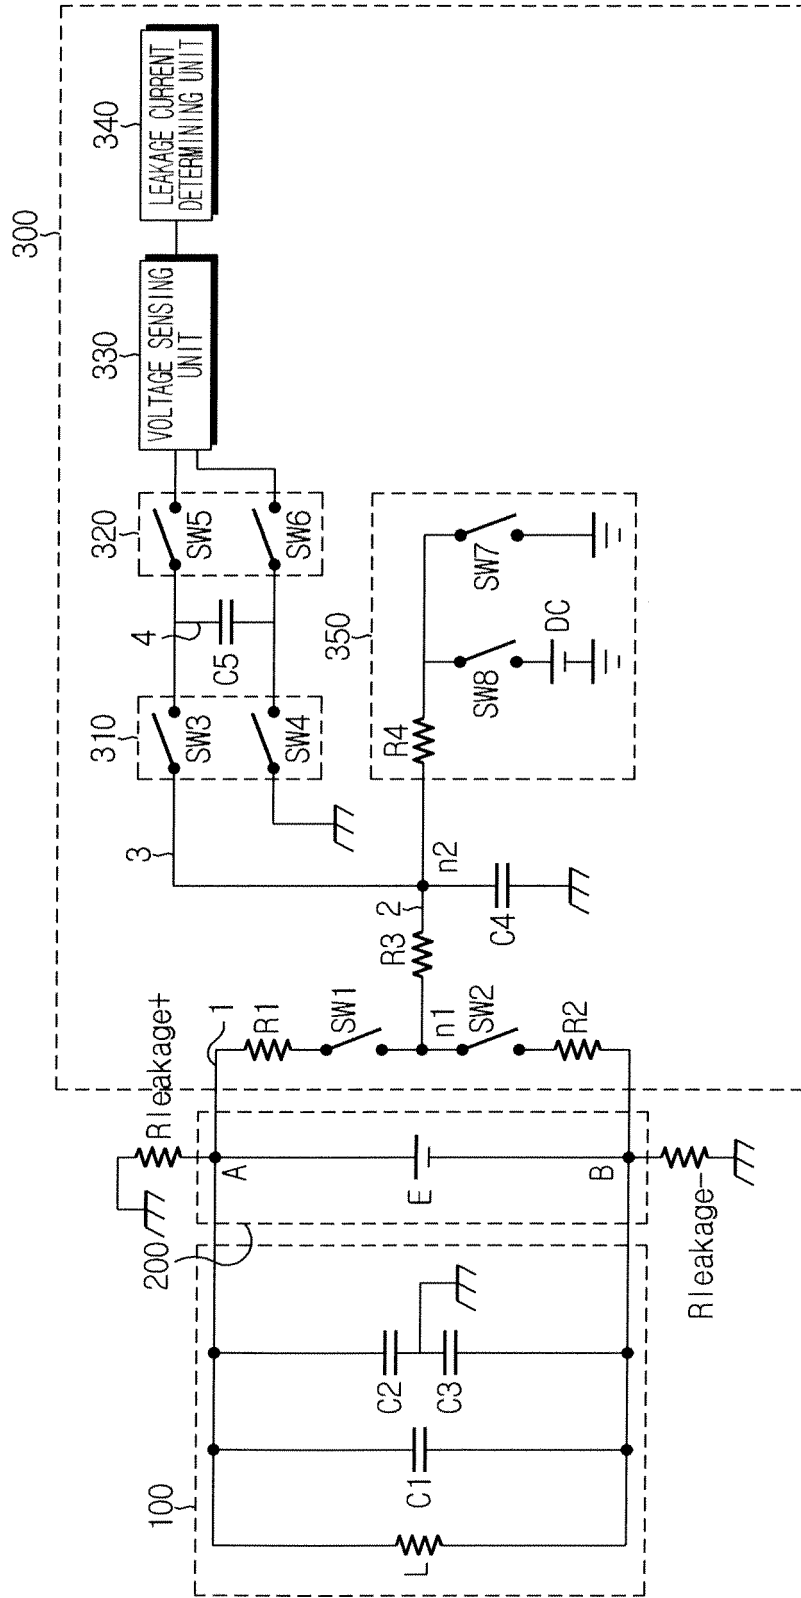 300
340
LEAKAGE CURRENT
DETERMINING UNIT
330
VOLTAGE SENSING
UNIT
320
SW5
SW6
4
C5
310
SW3
SW4
3
350
R4
SW7
SW8
DC
n2
2
R3
C4
1
R1
SW1
n1
SW2
R2
Rleakage+
A
E
B
Rleakage-
200
100
C2
C3
C1
L